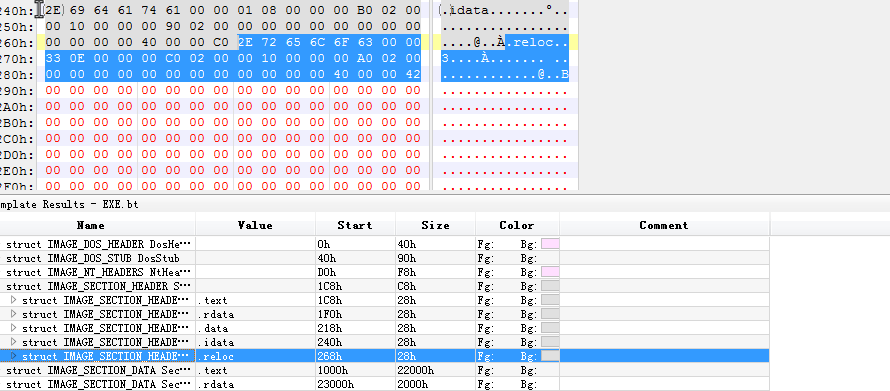 240h: 2E 69 64 61 74 61 00 00 01 08 00 00 00 B0 02 00 .idata.......°..
250h: 00 10 00 00 00 90 02 00 00 00 00 00 00 00 00 00 ................
260h: 00 00 00 00 40 00 00 C0 2E 72 65 6C 6F 63 00 00 ....@..À.reloc..
270h: 33 0E 00 00 00 C0 02 00 00 10 00 00 00 A0 02 00 3....À....... ..
280h: 00 00 00 00 00 00 00 00 00 00 00 00 40 00 00 42 ............@..B
290h: 00 00 00 00 00 00 00 00 00 00 00 00 00 00 00 00 ................
2A0h: 00 00 00 00 00 00 00 00 00 00 00 00 00 00 00 00 ................
2B0h: 00 00 00 00 00 00 00 00 00 00 00 00 00 00 00 00 ................
2C0h: 00 00 00 00 00 00 00 00 00 00 00 00 00 00 00 00 ................
2D0h: 00 00 00 00 00 00 00 00 00 00 00 00 00 00 00 00 ................
2E0h: 00 00 00 00 00 00 00 00 00 00 00 00 00 00 00 00 ................
2F0h: 00 00 00 00 00 00 00 00 00 00 00 00 00 00 00 00 ................
mplate Results - EXE.bt
Name Value Start Size Color Comment
struct IMAGE_DOS_HEADER DosHe··· 0h 40h Fg: Bg:
struct IMAGE_DOS_STUB DosStub 40h 90h Fg: Bg:
struct IMAGE_NT_HEADERS NtHea··· D0h F8h Fg: Bg:
struct IMAGE_SECTION_HEADER S··· 1C8h C8h Fg: Bg:
struct IMAGE_SECTION_HEADE··· .text 1C8h 28h Fg: Bg:
struct IMAGE_SECTION_HEADE··· .rdata 1F0h 28h Fg: Bg:
struct IMAGE_SECTION_HEADE··· .data 218h 28h Fg: Bg:
struct IMAGE_SECTION_HEADE··· .idata 240h 28h Fg: Bg:
struct IMAGE_SECTION_HEADE··· .reloc 268h 28h Fg: Bg:
struct IMAGE_SECTION_DATA Sec··· .text 1000h 22000h Fg: Bg:
struct IMAGE_SECTION_DATA Sec··· .rdata 23000h 2000h Fg: Bg: